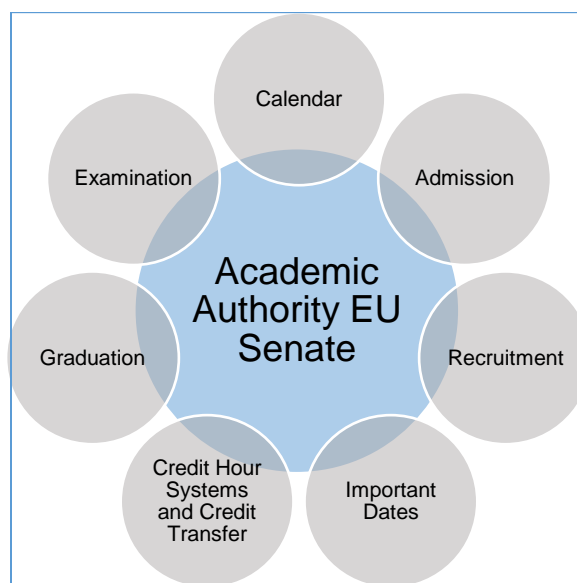 Calendar
Examination
Admission
Academic
Authority EU
Senate
Graduation
Recruitment
Credit Hour
Systems
and Credit
Transfer
Important
Dates